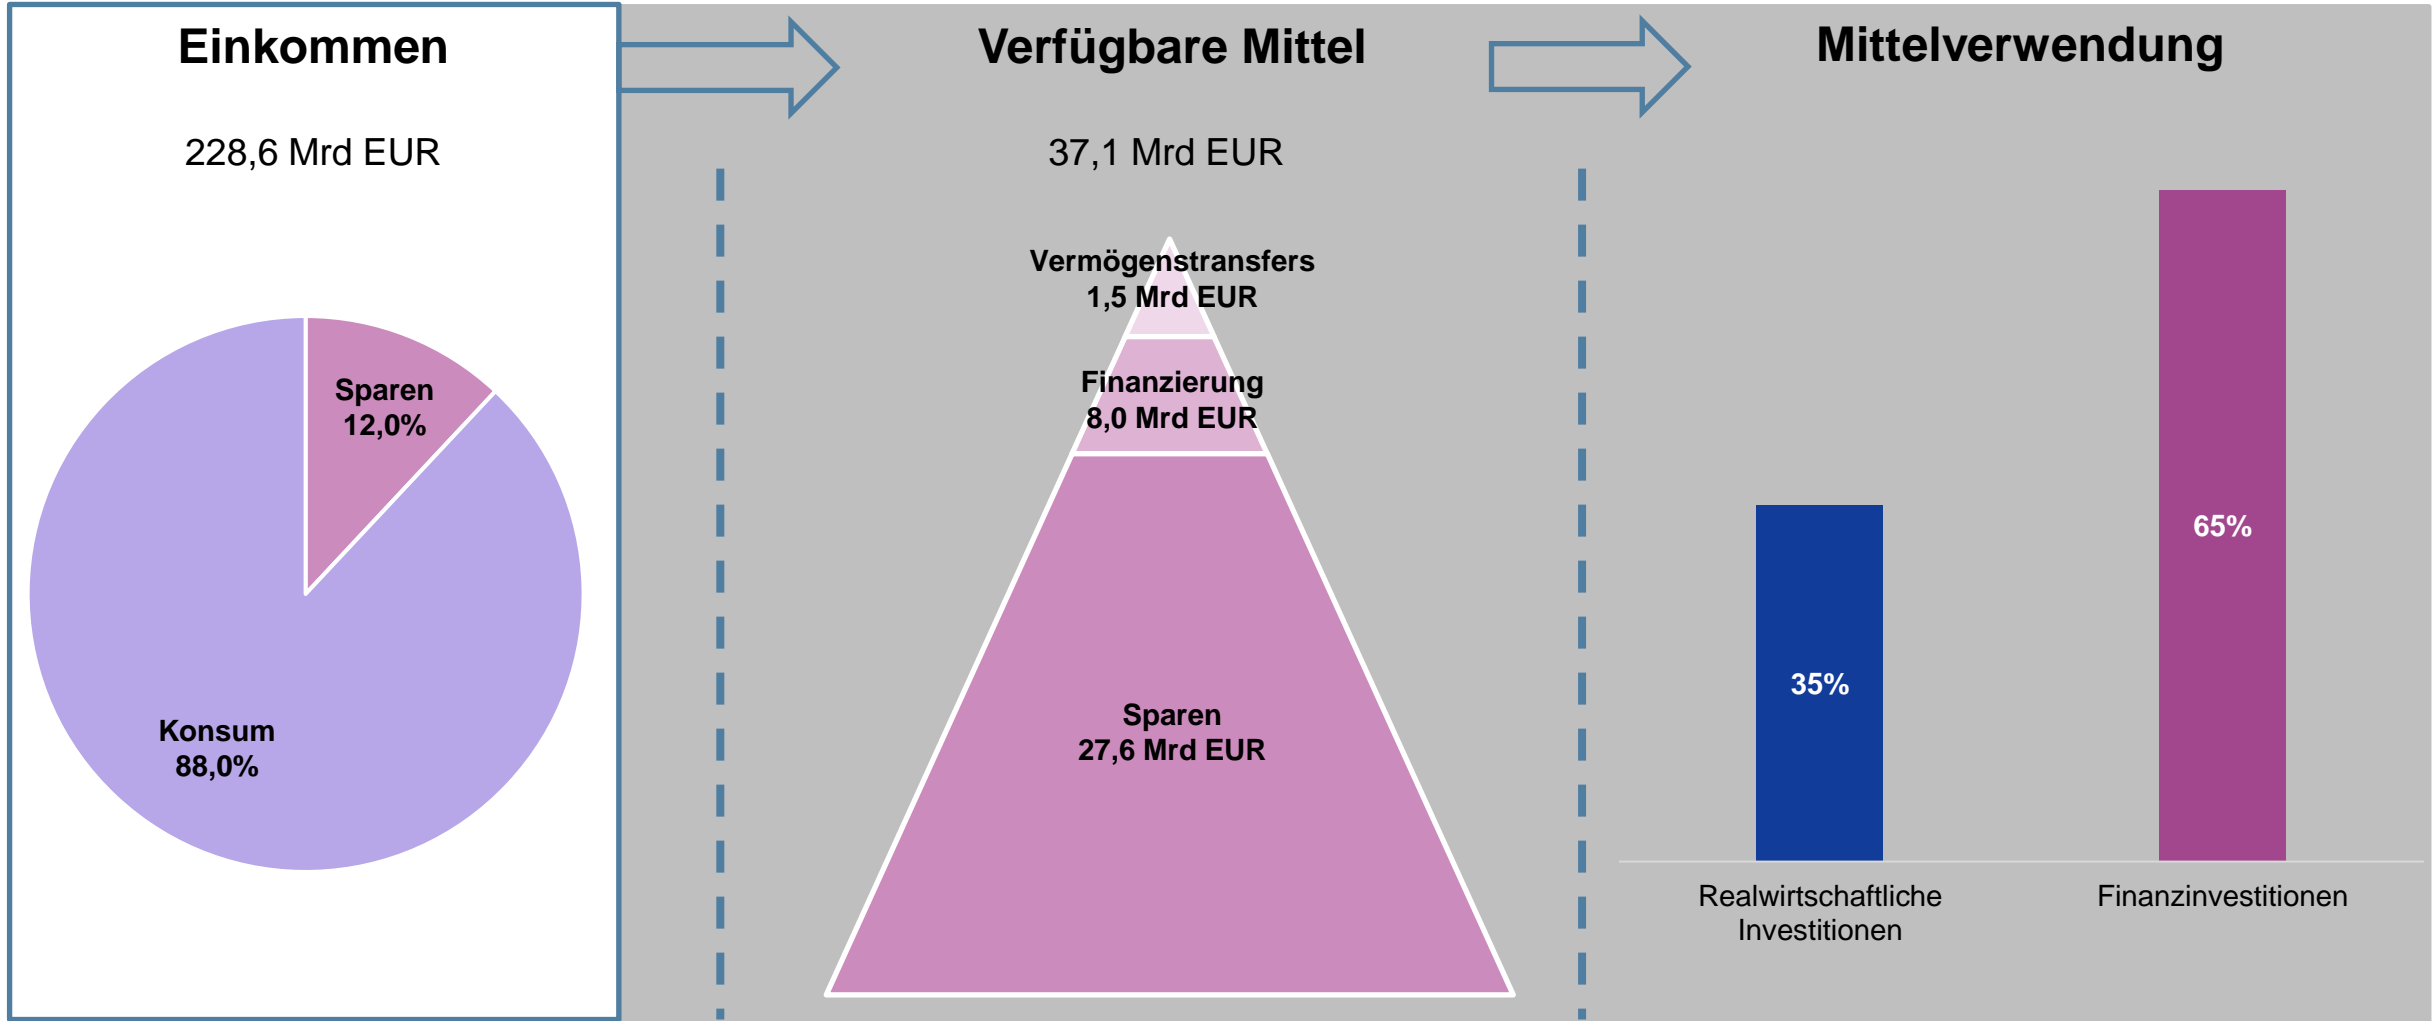 Einkommen
228,6 Mrd EUR
Sparen
12,0%
Konsum
88,0%
Verfügbare Mittel
37,1 Mrd EUR
Vermögenstransfers
1,5 Mrd EUR
Finanzierung
8,0 Mrd EUR
Sparen
27,6 Mrd EUR
Mittelverwendung
35%
65%
Realwirtschaftliche
Investitionen
Finanzinvestitionen